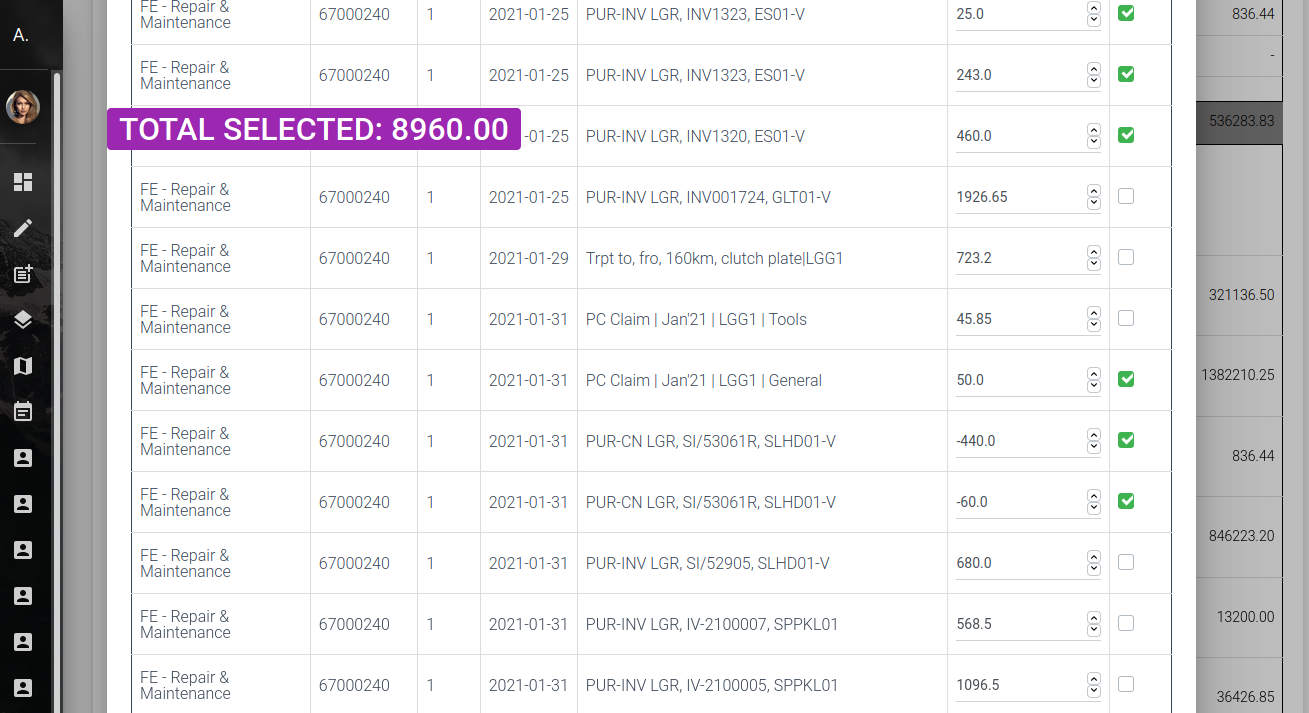 A.
FE - Repair & Maintenance 67000240 1 2021-01-25 PUR-INV LGR, INV1323, ES01-V 25.0
FE - Repair & Maintenance 67000240 1 2021-01-25 PUR-INV LGR, INV1323, ES01-V 243.0
TOTAL SELECTED: 8960.00 -01-25 PUR-INV LGR, INV1320, ES01-V 460.0
FE - Repair & Maintenance 67000240 1 2021-01-25 PUR-INV LGR, INV001724, GLT01-V 1926.65
FE - Repair & Maintenance 67000240 1 2021-01-29 Trpt to, fro, 160km, clutch plate|LGG1 723.2
FE - Repair & Maintenance 67000240 1 2021-01-31 PC Claim | Jan'21 | LGG1 | Tools 45.85
FE - Repair & Maintenance 67000240 1 2021-01-31 PC Claim | Jan'21 | LGG1 | General 50.0
FE - Repair & Maintenance 67000240 1 2021-01-31 PUR-CN LGR, SI/53061R, SLHD01-V -440.0
FE - Repair & Maintenance 67000240 1 2021-01-31 PUR-CN LGR, SI/53061R, SLHD01-V -60.0
FE - Repair & Maintenance 67000240 1 2021-01-31 PUR-INV LGR, SI/52905, SLHD01-V 680.0
FE - Repair & Maintenance 67000240 1 2021-01-31 PUR-INV LGR, IV-2100007, SPPKL01 568.5
FE - Repair & Maintenance 67000240 1 2021-01-31 PUR-INV LGR, IV-2100005, SPPKL01 1096.5
836.44
-
536283.83
321136.50
1382210.25
836.44
846223.20
13200.00
36426.85